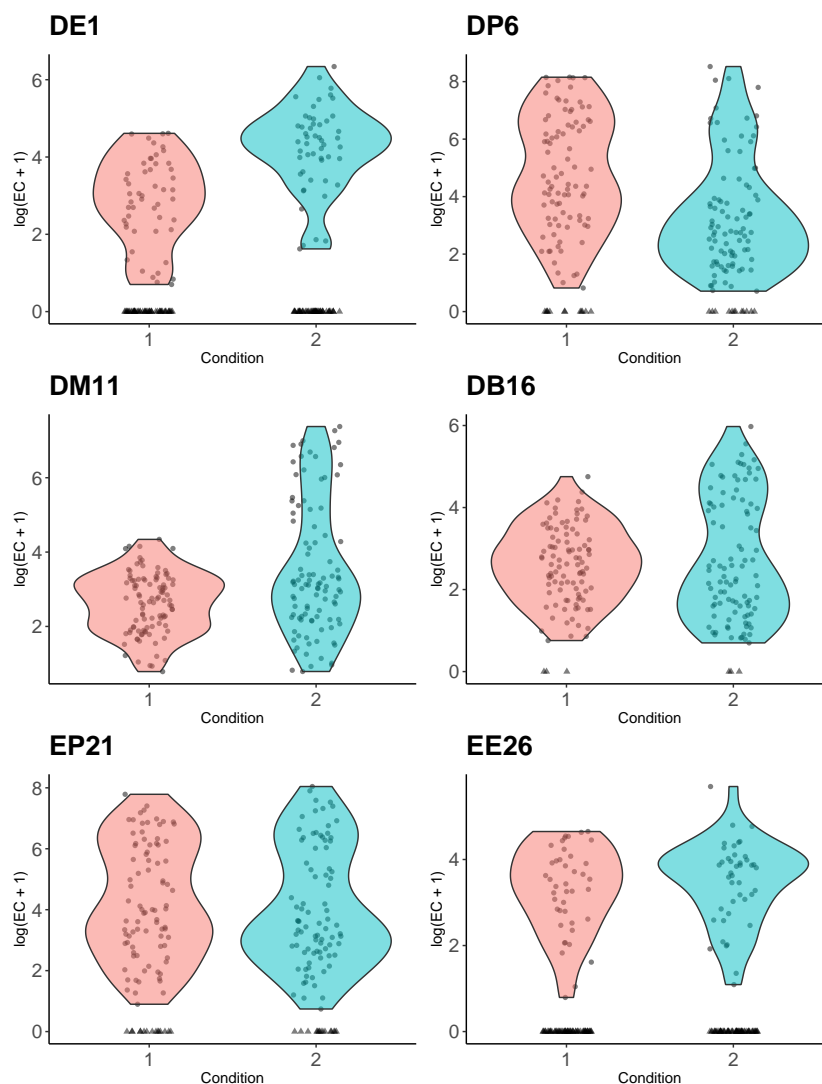 DE1
DP6
log(EC + 1)
6
4
2
0
1
2
Condition
log(EC + 1)
8
6
4
2
0
1
2
Condition
DM11
DB16
log(EC + 1)
6
4
2
1
2
Condition
log(EC + 1)
6
4
2
0
1
2
Condition
EP21
EE26
log(EC + 1)
8
6
4
2
0
1
2
Condition
log(EC + 1)
4
2
0
1
2
Condition